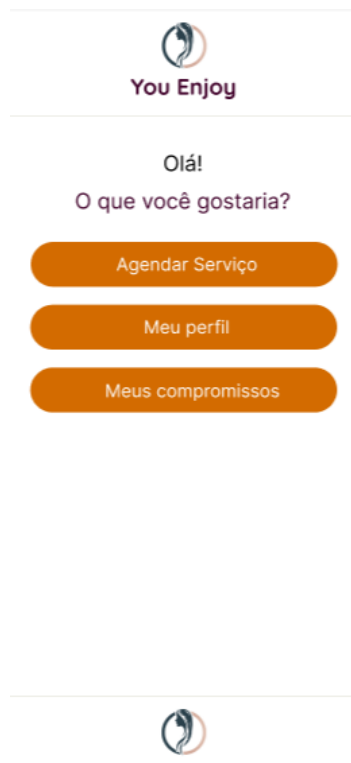 You Enjoy
Olá!
O que você gostaria?
Agendar Serviço
Meu perfil
Meus compromissos